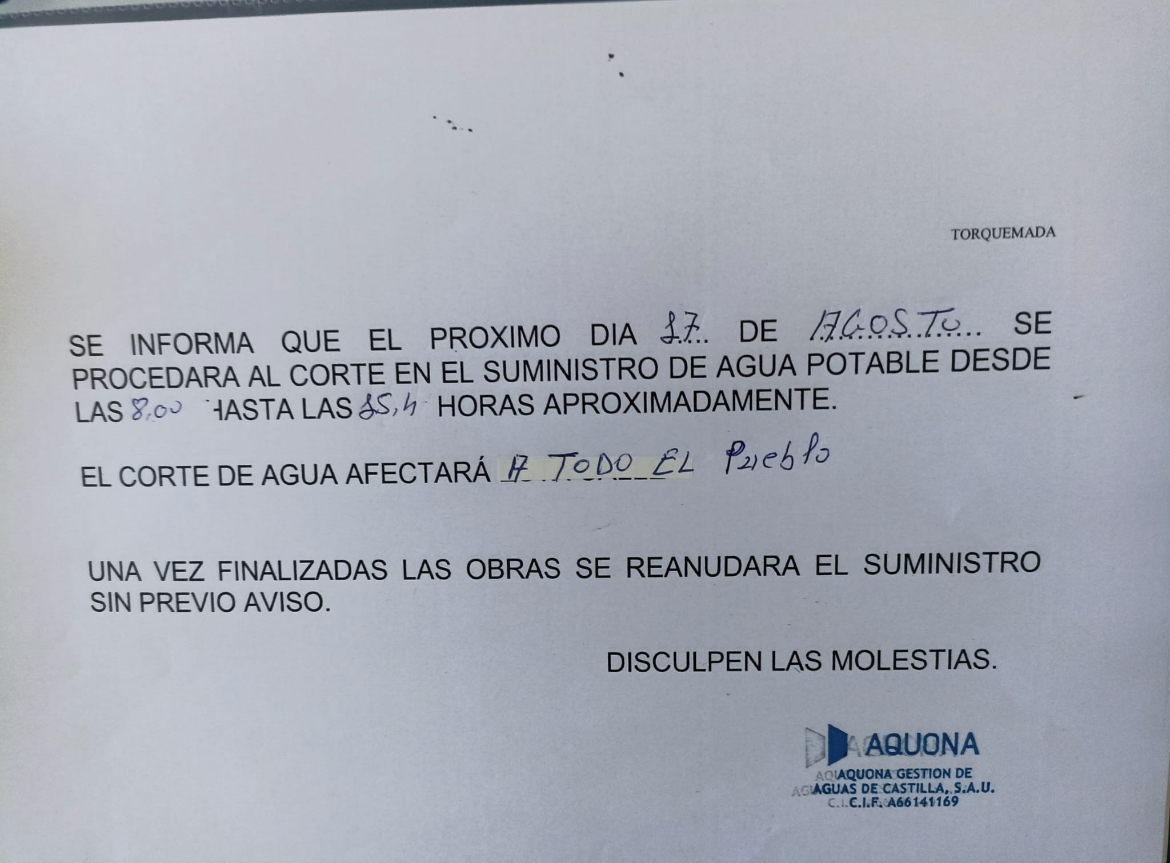 TORQUEMADA
SE INFORMA QUE EL PROXIMO DIA 17 DE AGOSTO SE
PROCEDARA AL CORTE EN EL SUMINISTRO DE AGUA POTABLE DESDE
LAS 8,00 HASTA LAS 15,h HORAS APROXIMADAMENTE.
EL CORTE DE AGUA AFECTARÁ A TODO EL Pueblo
UNA VEZ FINALIZADAS LAS OBRAS SE REANUDARA EL SUMINISTRO
SIN PREVIO AVISO.
DISCULPEN LAS MOLESTIAS.
AQUONA
AQUONA GESTION DE
AGUAS DE CASTILLA, S.A.U.
C.I.F. A66141169